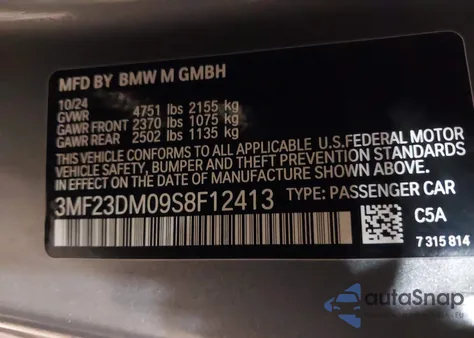 MFD BY BMW M GMBH
10/24
GVWR 4751 lbs 2155 kg
GAWR FRONT 2370 lbs 1075 kg
GAWR REAR 2502 lbs 1135 kg
THIS CONFORMS TO ALL APPLICABLE U.S.FEDERAL MOTOR
VEHICLE SAFETY, BUMPER AND THEFT PREVENTION STANDARDS
IN EFFECT ON THE DATE OF MANUFACTURE SHOWN ABOVE.
3MF23DM09S8F12413 TYPE: PASSENGER CAR
C5A
7 315 814
autoSnap